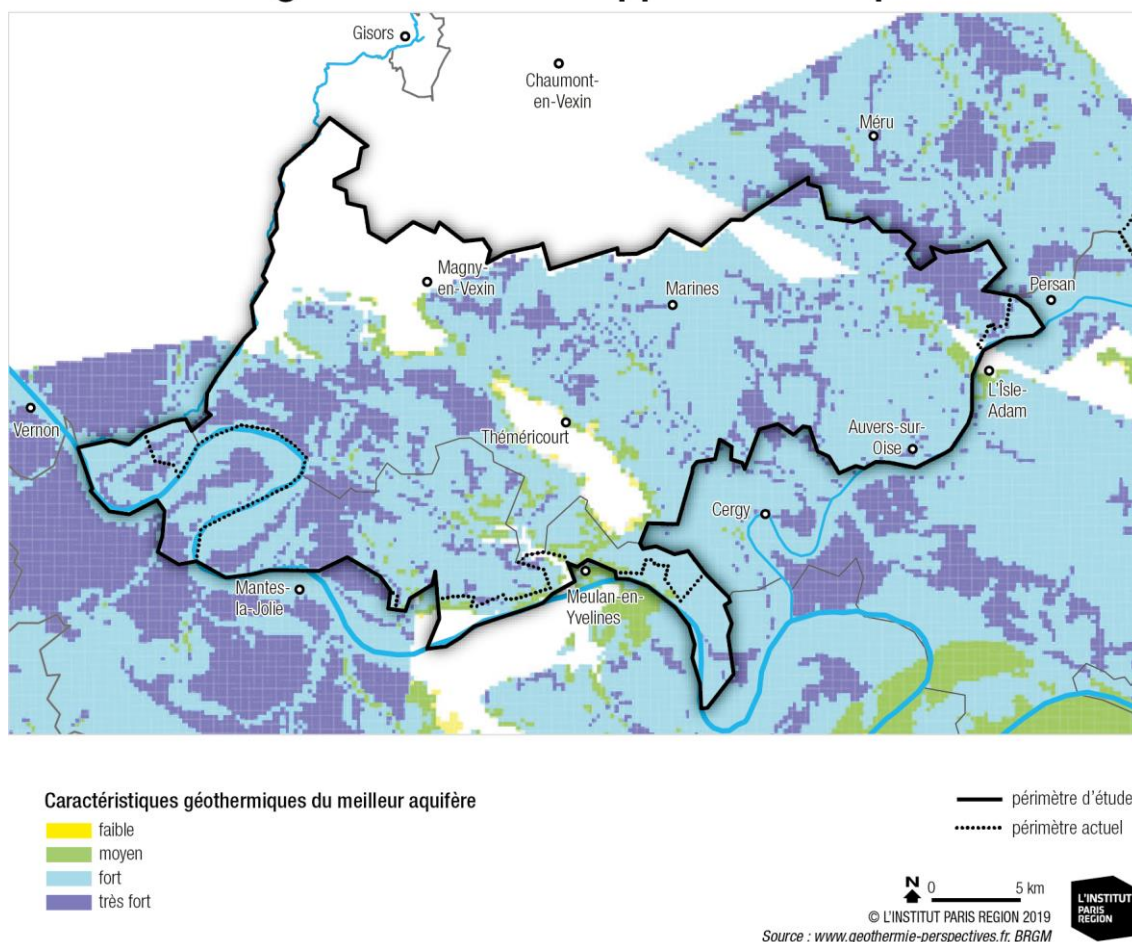 Gisors
Chaumont-
en-Vexin
Méru
Magny-
en-Vexin
Marines
Persan
L'Îsle-
Adam
Vernon
Théméricourt
Auvers-sur-
Oise
Cergy
Mantes-
la-Jolie
Meulan-en-
Yvelines
Caractéristiques géothermiques du meilleur aquifère
faible
moyen
fort
très fort
périmètre d'étude
périmètre actuel
N 0 5 km
© L'INSTITUT PARIS REGION 2019
Source : www.geothermie-perspectives.fr, BRGM
L'INSTITUT
PARIS
REGION